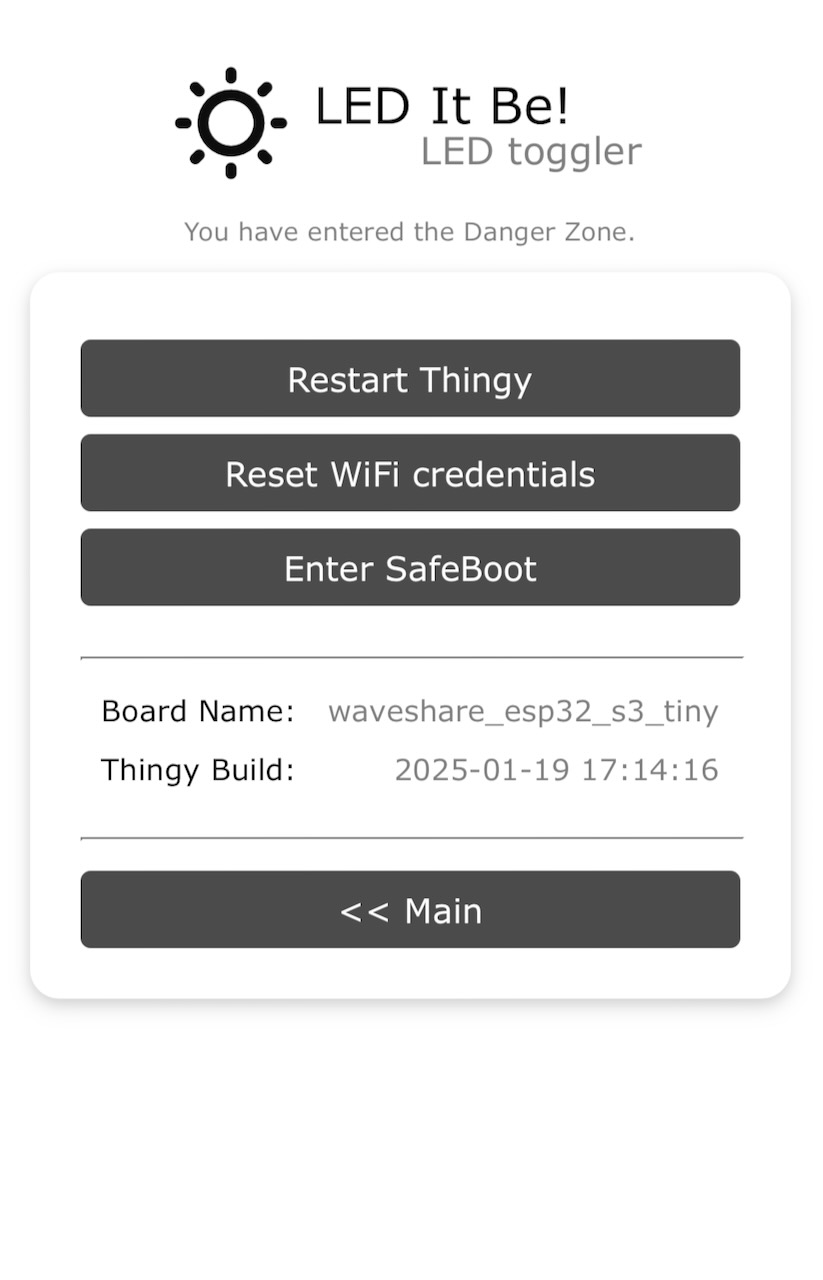 LED It Be!
LED toggler
You have entered the Danger Zone.
Restart Thingy
Reset WiFi credentials
Enter SafeBoot
Board Name: waveshare_esp32_s3_tiny
Thingy Build: 2025-01-19 17:14:16
<< Main